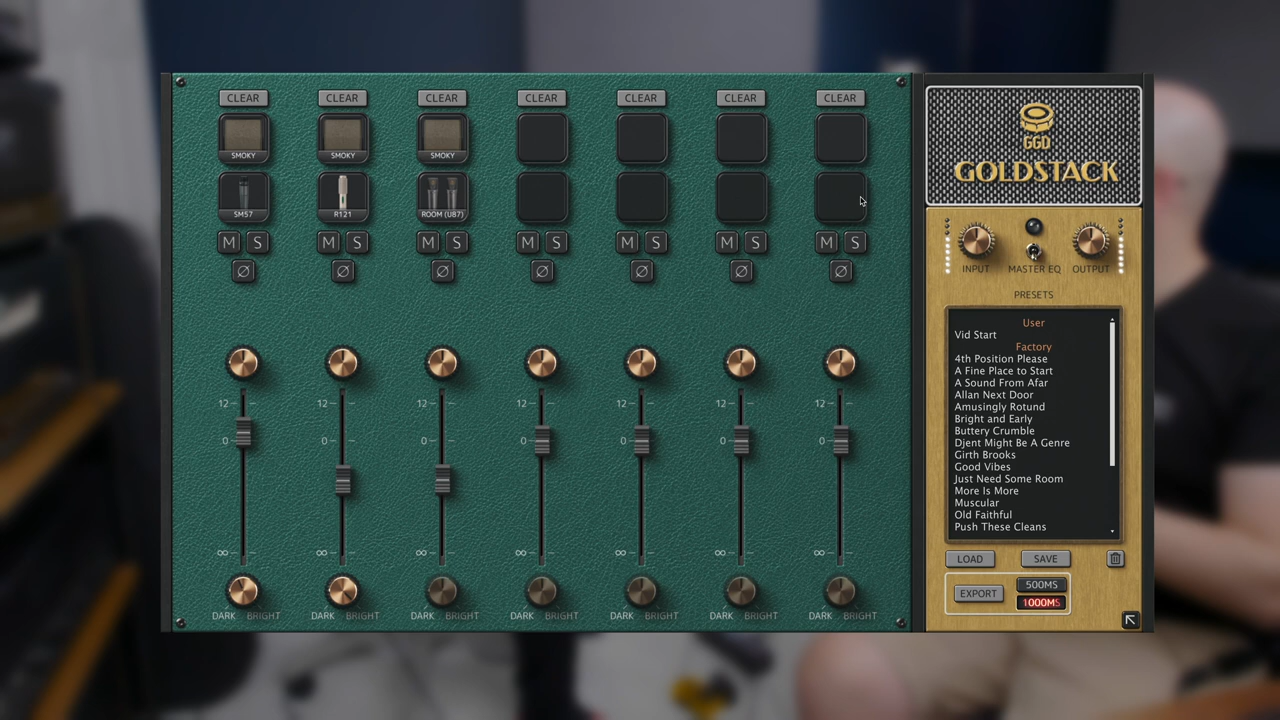 CLEAR CLEAR CLEAR CLEAR CLEAR CLEAR CLEAR
SMOKY SMOKY SMOKY
SM57 R121 ROOM (U87)
M S M S M S M S M S M S M S
Ø Ø Ø Ø Ø Ø Ø
12 12 12 12 12 12 12
0 0 0 0 0 0 0
∞ ∞ ∞ ∞ ∞ ∞ ∞
DARK BRIGHT DARK BRIGHT DARK BRIGHT DARK BRIGHT DARK BRIGHT DARK BRIGHT DARK BRIGHT
GGD
GOLDSTACK
INPUT MASTER EQ OUTPUT
PRESETS
User
Vid Start
Factory
4th Position Please
A Fine Place to Start
A Sound From Afar
Allan Next Door
Amusingly Rotund
Bright and Early
Buttery Crumble
Djent Might Be A Genre
Girth Brooks
Good Vibes
Just Need Some Room
More Is More
Muscular
Old Faithful
Push These Cleans
LOAD SAVE
EXPORT 500MS
1000MS